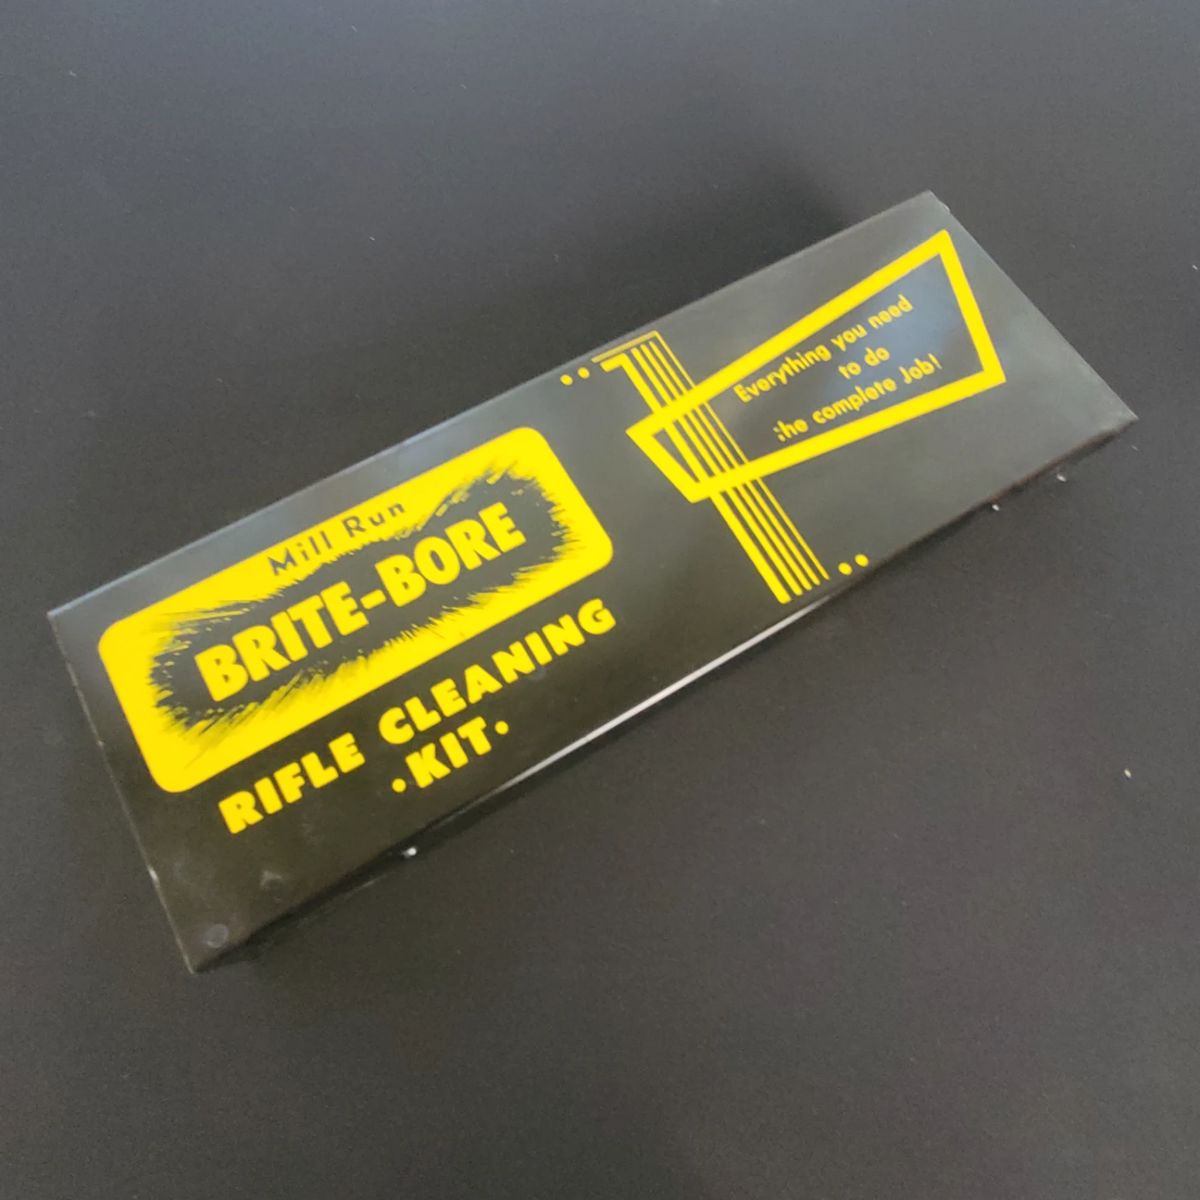 Mill Run
BRITE-BORE
RIFLE CLEANING
•KIT•
Everything you need
to do
the complete Job!